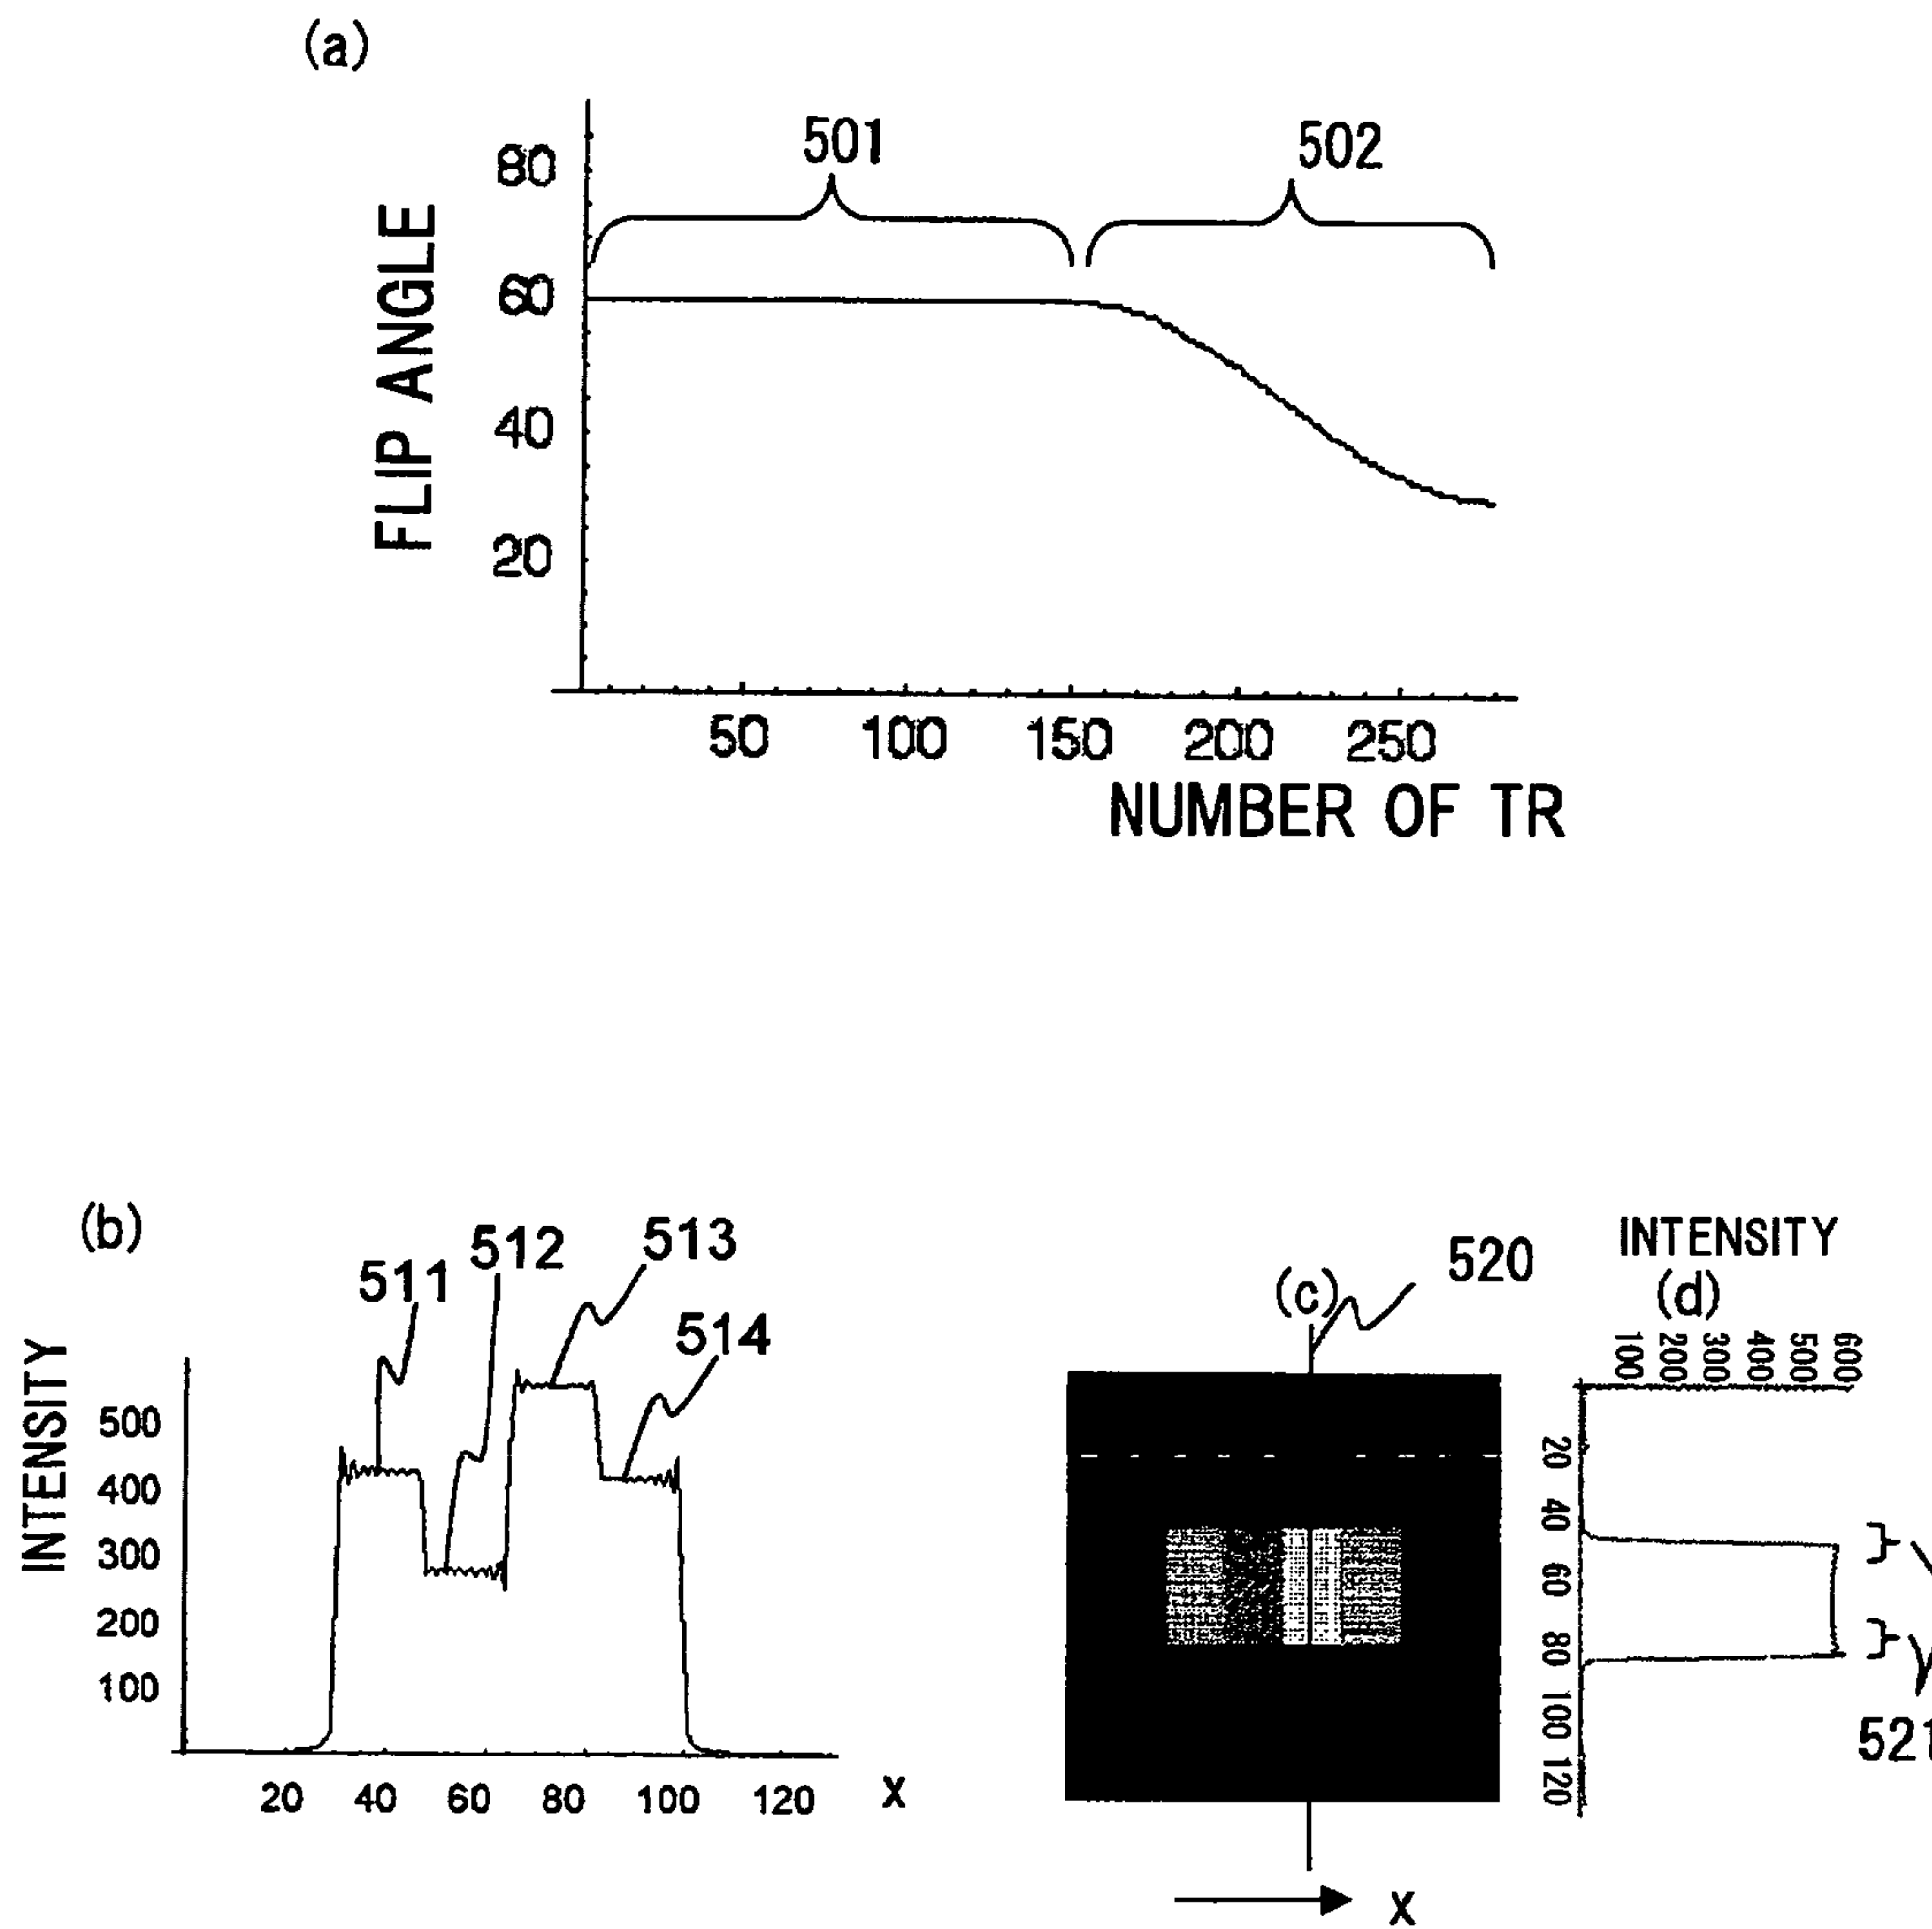 (a)
501
502
80
60
40
20
FLIP ANGLE
50 100 150 200 250
NUMBER OF TR
(b)
511
512
513
514
INTENSITY
500
400
300
200
100
20 40 60 80 100 120
X
(c)
520
X
INTENSITY
(d)
100 200 300 400 500 600
20 40 60 80 100 120
521